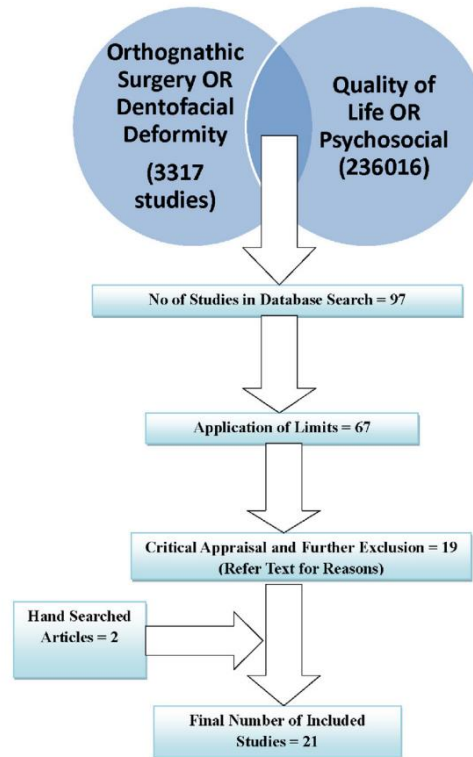 Orthognathic
Surgery OR
Dentofacial
Deformity
(3317
studies)
Quality of
Life OR
Psychosocial
(236016)
No of Studies in Database Search = 97
Application of Limits = 67
Critical Appraisal and Further Exclusion = 19
(Refer Text for Reasons)
Hand Searched
Articles = 2
Final Number of Included
Studies = 21